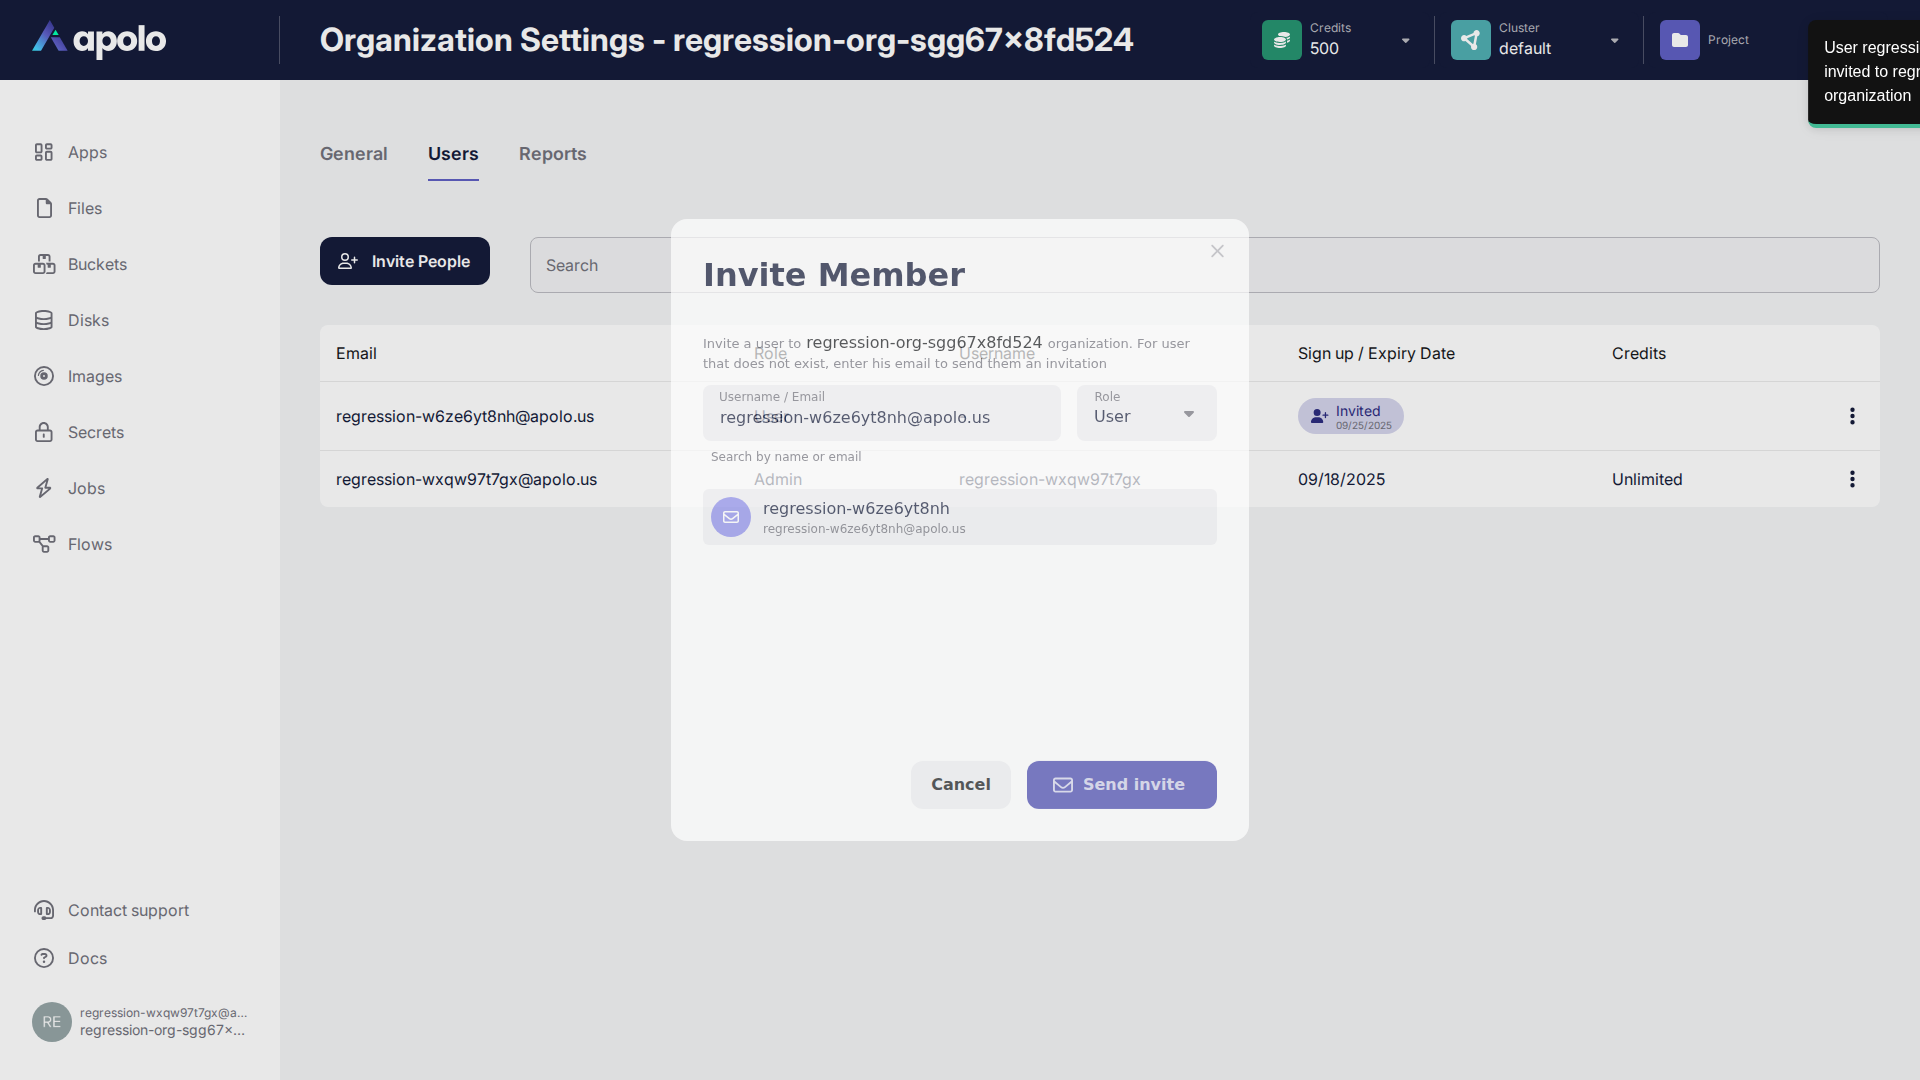 apolo
Organization Settings - regression-org-sgg67x8fd524
Credits
500
Cluster
default
Project
User regressi
invited to regr
organization
Apps
Files
Buckets
Disks
Images
Secrets
Jobs
Flows
Contact support
Docs
RE
regression-wxqw97t7gx@a...
regression-org-sgg67x...
General
Users
Reports
Invite People
Search
Email
Role
Username
Sign up / Expiry Date
Credits
regression-w6ze6yt8nh@apolo.us
User
-
Invited
09/25/2025
regression-wxqw97t7gx@apolo.us
Admin
regression-wxqw97t7gx
09/18/2025
Unlimited
Invite Member
Invite a user to regression-org-sgg67x8fd524 organization. For user
that does not exist, enter his email to send them an invitation
Username / Email
regression-w6ze6yt8nh@apolo.us
Role
User
Search by name or email
regression-w6ze6yt8nh
regression-w6ze6yt8nh@apolo.us
Cancel
Send invite